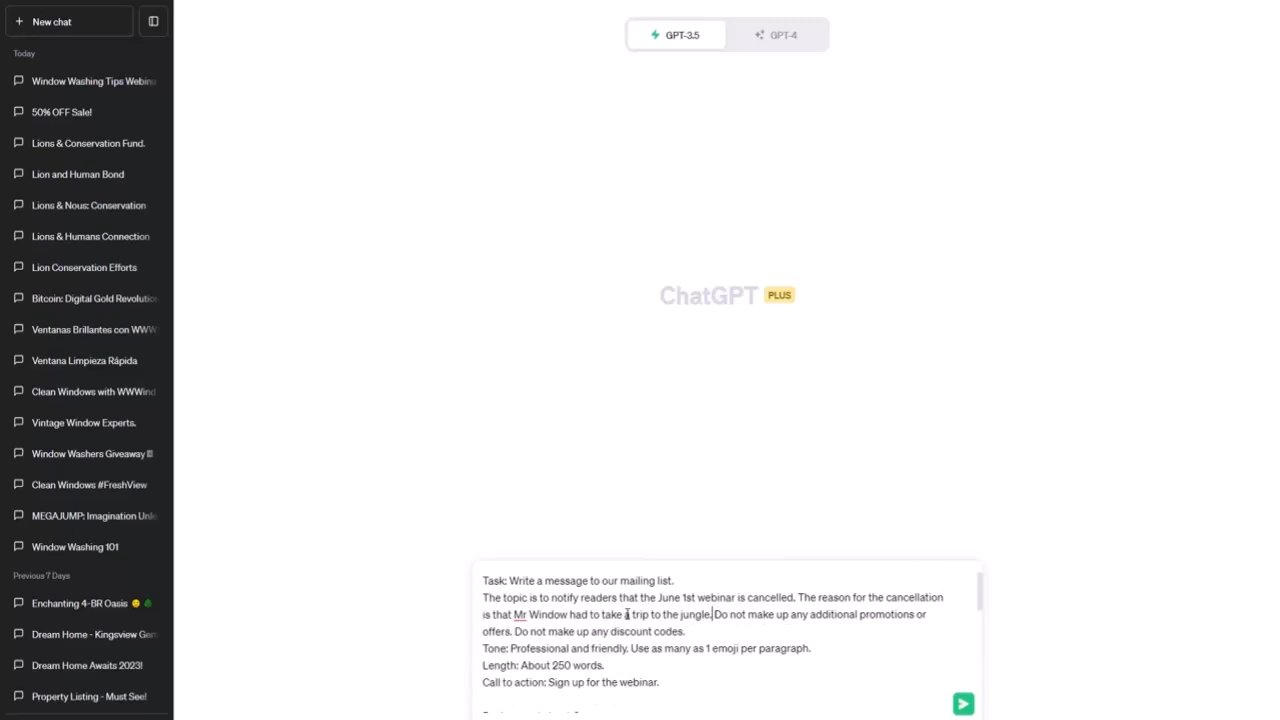 New chat
Today
Window Washing Tips Webina
50% OFF Sale!
Lions & Conservation Fund.
Lion and Human Bond
Lions & Nous: Conservation
Lions & Humans Connection
Lion Conservation Efforts
Bitcoin: Digital Gold Revolutio
Ventanas Brillantes con WWW
Ventana Limpieza Rápida
Clean Windows with WWWind
Vintage Window Experts.
Window Washers Giveaway
Clean Windows #FreshView
MEGAJUMP: Imagination Unle
Window Washing 101
Previous 7 Days
Enchanting 4-BR Oasis
Dream Home - Kingsview Gem
Dream Home Awaits 2023!
Property Listing - Must See!
GPT-3.5
GPT-4
ChatGPT PLUS
Task: Write a message to our mailing list.
The topic is to notify readers that the June 1st webinar is cancelled. The reason for the cancellation
is that Mr Window had to take a trip to the jungle. Do not make up any additional promotions or
offers. Do not make up any discount codes.
Tone: Professional and friendly. Use as many as 1 emoji per paragraph.
Length: About 250 words.
Call to action: Sign up for the webinar.